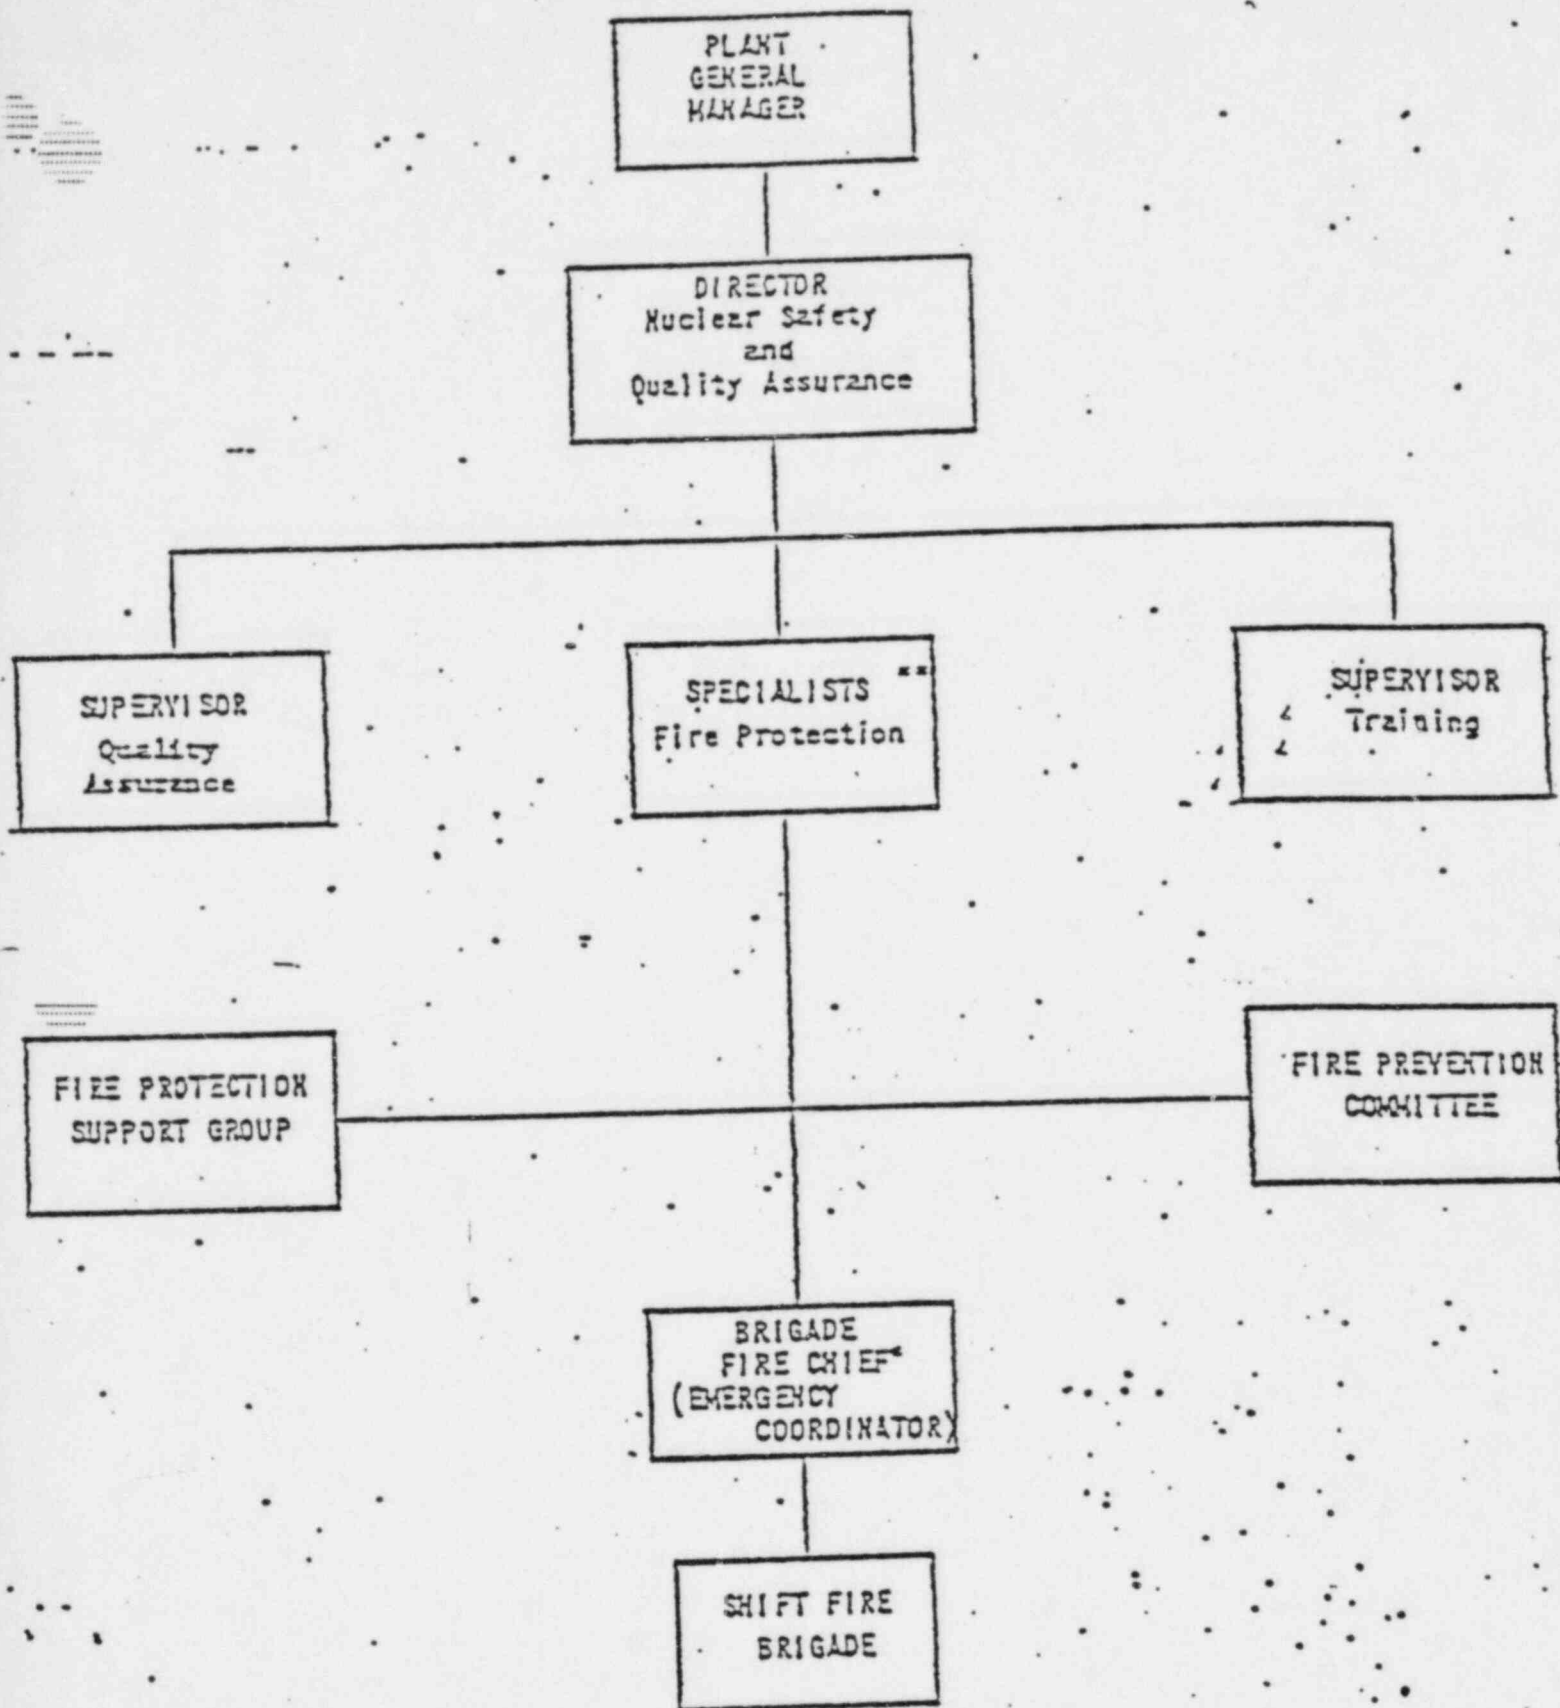 PLANT
GENERAL
MANAGER
DIRECTOR
Nuclear Safety
and
Quality Assurance
SUPERVISOR
Quality
Assurance
SPECIALISTS **
Fire Protection
SUPERVISOR
Training
FIRE PROTECTION
SUPPORT GROUP
FIRE PREVENTION
COMMITTEE
BRIGADE
FIRE CHIEF*
(EMERGENCY
COORDINATOR)
SHIFT FIRE
BRIGADE